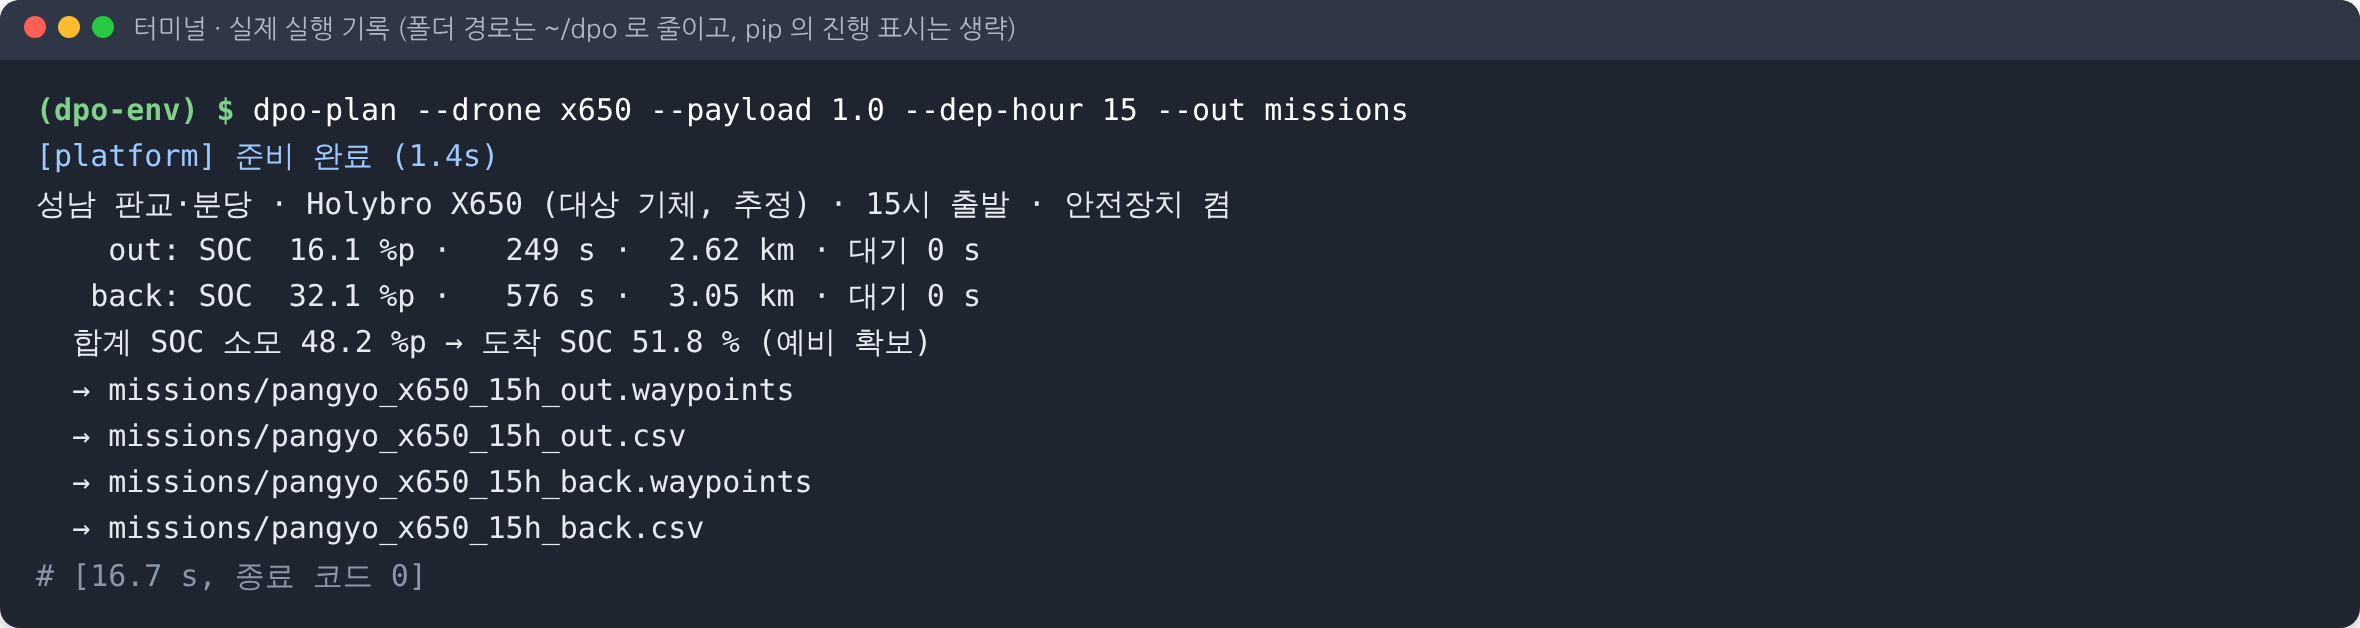 터미널 · 실제 실행 기록 (폴더 경로는 ~/dpo 로 줄이고, pip 의 진행 표시는 생략)
(dpo-env) $ dpo-plan --drone x650 --payload 1.0 --dep-hour 15 --out missions
[platform] 준비 완료 (1.4s)
성남 판교·분당 · Holybro X650 (대상 기체, 추정) · 15시 출발 · 안전장치 켬
out: SOC 16.1 %p · 249 s · 2.62 km · 대기 0 s
back: SOC 32.1 %p · 576 s · 3.05 km · 대기 0 s
합계 SOC 소모 48.2 %p → 도착 SOC 51.8 % (예비 확보)
→ missions/pangyo_x650_15h_out.waypoints
→ missions/pangyo_x650_15h_out.csv
→ missions/pangyo_x650_15h_back.waypoints
→ missions/pangyo_x650_15h_back.csv
# [16.7 s, 종료 코드 0]